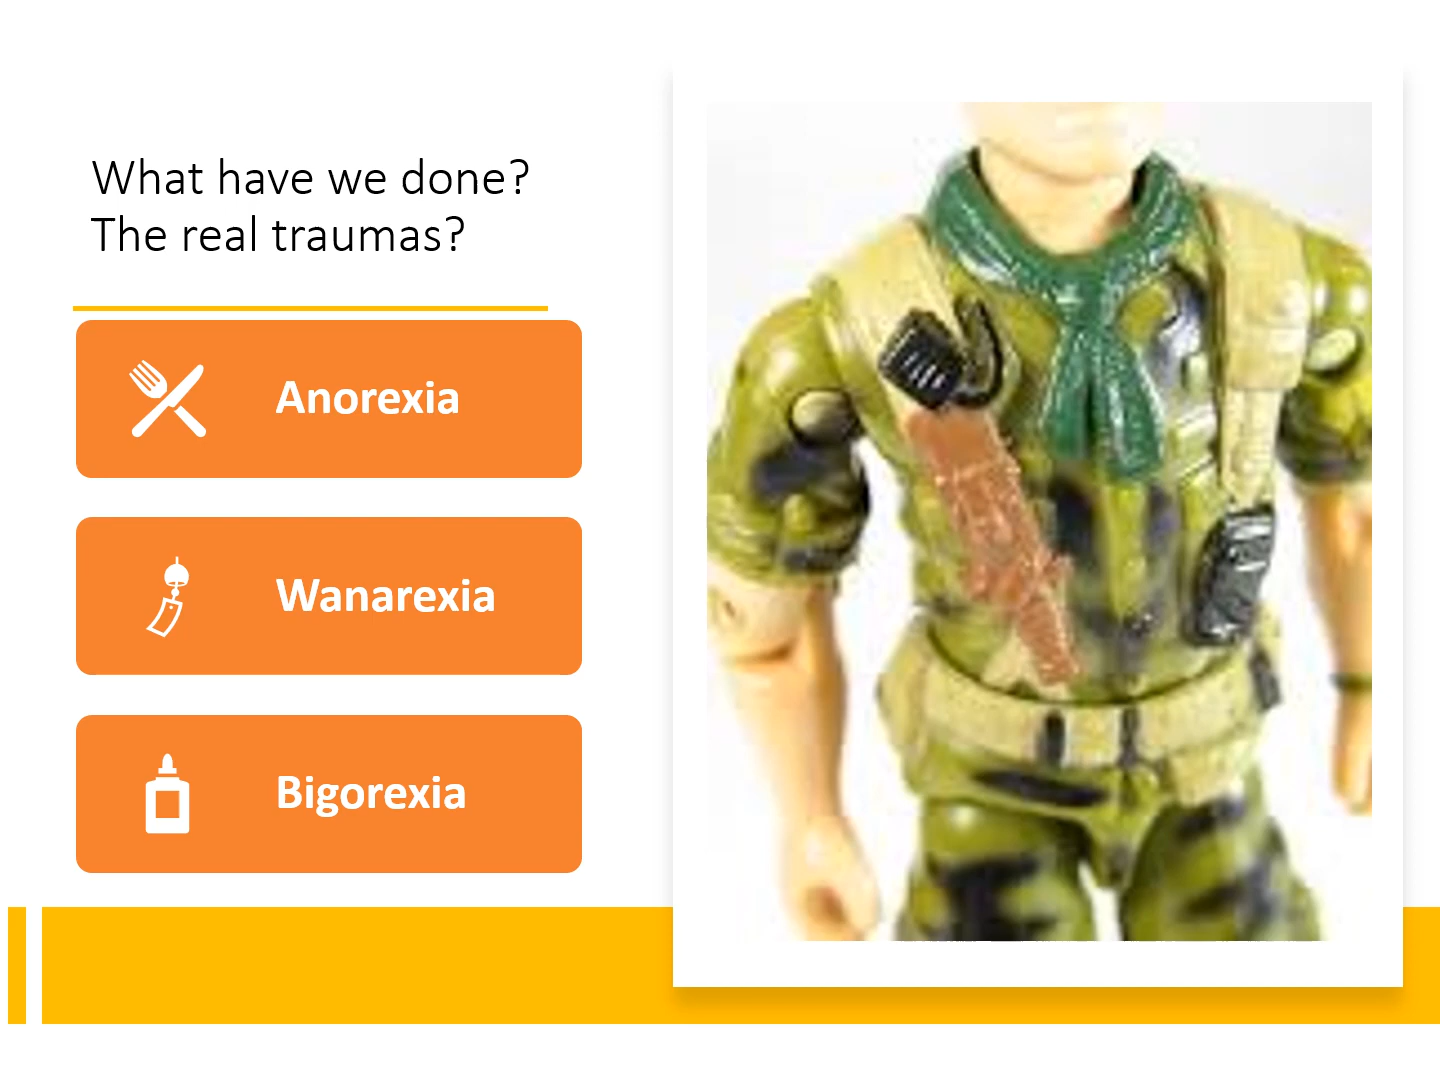 What have we done?
The real traumas?
Anorexia
Wanarexia
Bigorexia